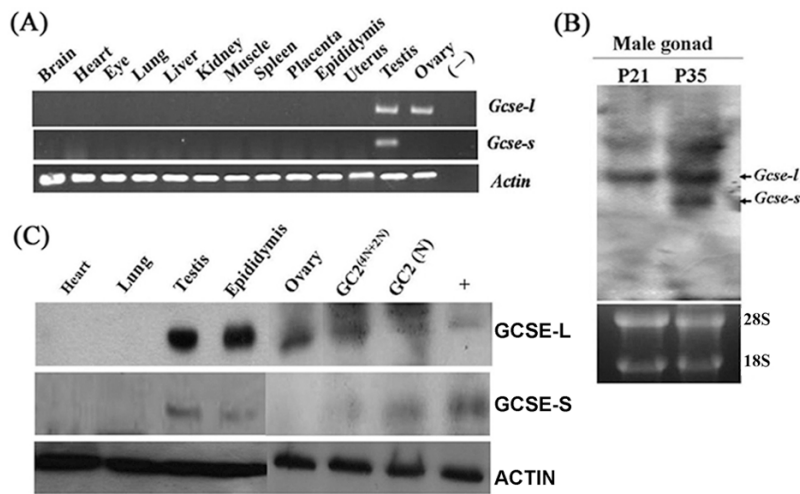 (A)
Brain Heart Eye Lung Liver Kidney Muscle Spleen Placenta Epididymis Uterus Testis Ovary (−)
Gcse-l
Gcse-s
Actin
(B)
Male gonad
P21 P35
Gcse-l
Gcse-s
28S
18S
(C)
Heart Lung Testis Epididymis Ovary GC2(4N+2N) GC2 (N) +
GCSE-L
GCSE-S
ACTIN